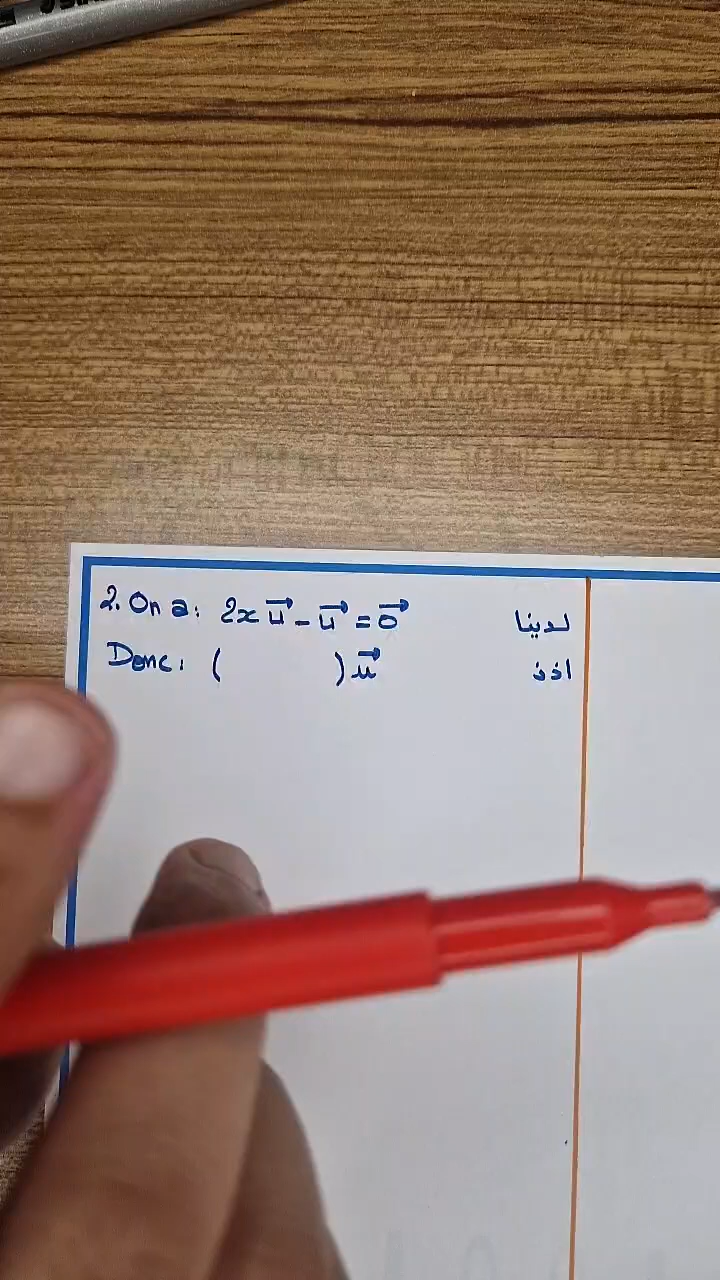 2. On a: 2x u⃗ - u⃗ = 0⃗ لدينا
Donc: ( ) u⃗ اذن